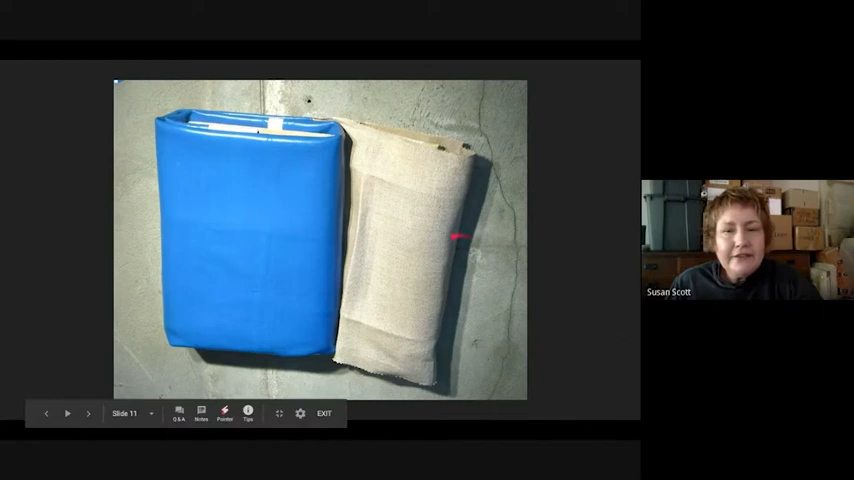 Susan Scott
Slide 11
Q&A
Notes
Pointer
Tips
EXIT